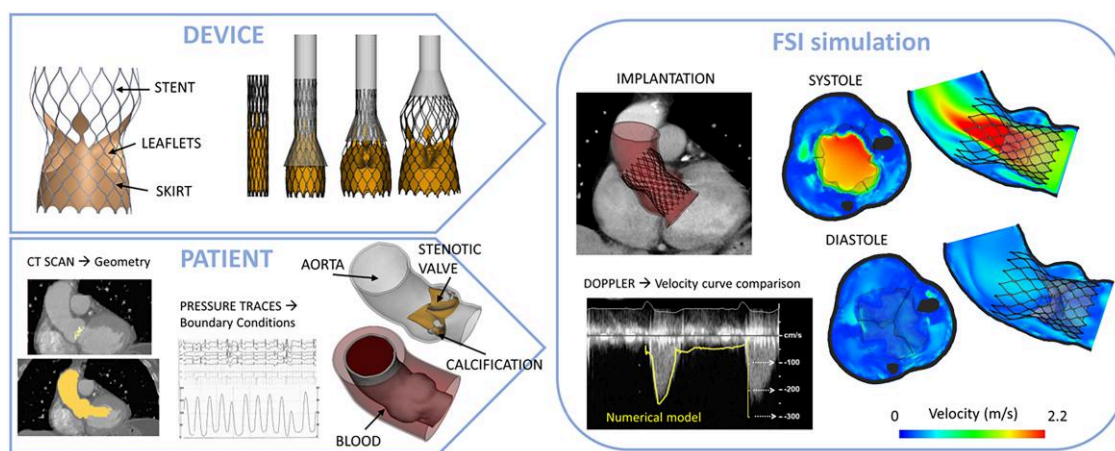 DEVICE
STENT
LEAFLETS
SKIRT
PATIENT
CT SCAN → Geometry
PRESSURE TRACES →
Boundary Conditions
AORTA
STENOTIC
VALVE
CALCIFICATION
BLOOD
FSI simulation
IMPLANTATION
SYSTOLE
DIASTOLE
DOPPLER → Velocity curve comparison
cm/s
-100
-200
-300
Numerical model
0 Velocity (m/s) 2.2